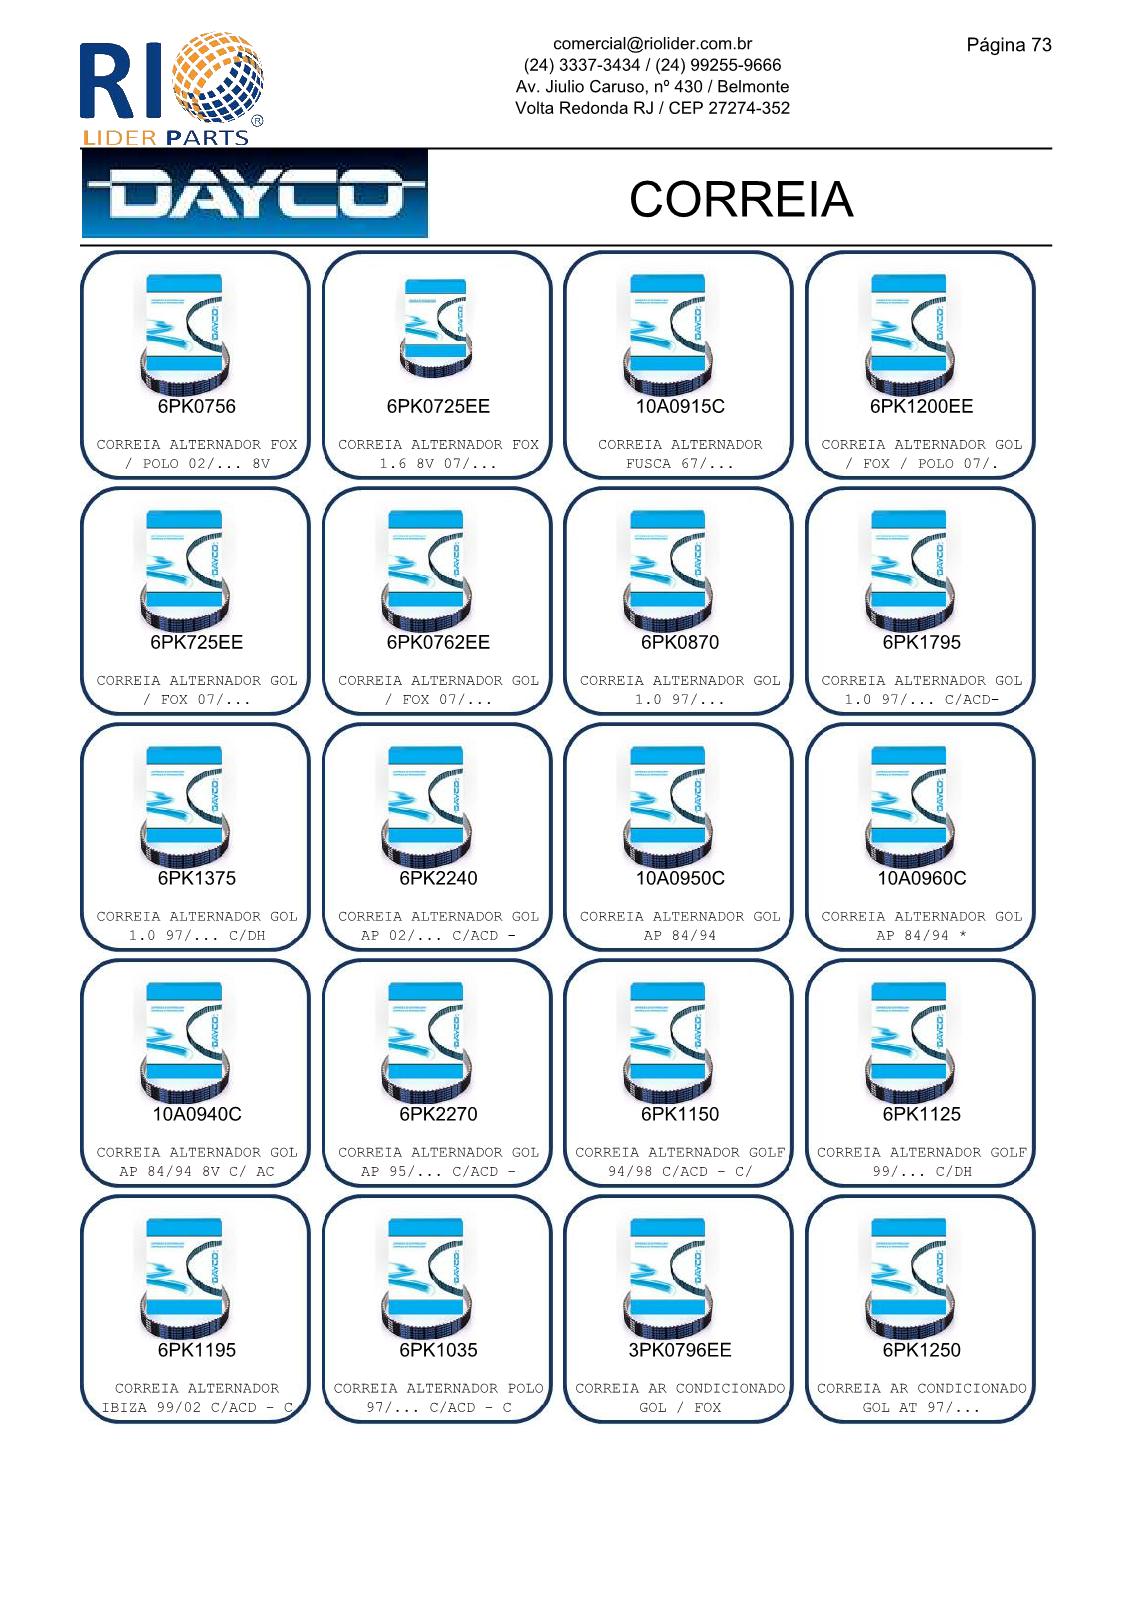 RIO
LIDER PARTS
®
comercial@riolider.com.br
(24) 3337-3434 / (24) 99255-9666
Av. Jiulio Caruso, nº 430 / Belmonte
Volta Redonda RJ / CEP 27274-352
Página 73
DAYCO
CORREIA
6PK0756
CORREIA ALTERNADOR FOX
/ POLO 02/... 8V
6PK0725EE
CORREIA ALTERNADOR FOX
1.6 8V 07/...
10A0915C
CORREIA ALTERNADOR
FUSCA 67/...
6PK1200EE
CORREIA ALTERNADOR GOL
/ FOX / POLO 07/.
6PK725EE
CORREIA ALTERNADOR GOL
/ FOX 07/...
6PK0762EE
CORREIA ALTERNADOR GOL
/ FOX 07/...
6PK0870
CORREIA ALTERNADOR GOL
1.0 97/...
6PK1795
CORREIA ALTERNADOR GOL
1.0 97/... C/ACD-
6PK1375
CORREIA ALTERNADOR GOL
1.0 97/... C/DH
6PK2240
CORREIA ALTERNADOR GOL
AP 02/... C/ACD -
10A0950C
CORREIA ALTERNADOR GOL
AP 84/94
10A0960C
CORREIA ALTERNADOR GOL
AP 84/94 *
10A0940C
CORREIA ALTERNADOR GOL
AP 84/94 8V C/ AC
6PK2270
CORREIA ALTERNADOR GOL
AP 95/... C/ACD -
6PK1150
CORREIA ALTERNADOR GOLF
94/98 C/ACD - C/
6PK1125
CORREIA ALTERNADOR GOLF
99/... C/DH
6PK1195
CORREIA ALTERNADOR
IBIZA 99/02 C/ACD - C
6PK1035
CORREIA ALTERNADOR POLO
97/... C/ACD - C
3PK0796EE
CORREIA AR CONDICIONADO
GOL / FOX
6PK1250
CORREIA AR CONDICIONADO
GOL AT 97/...